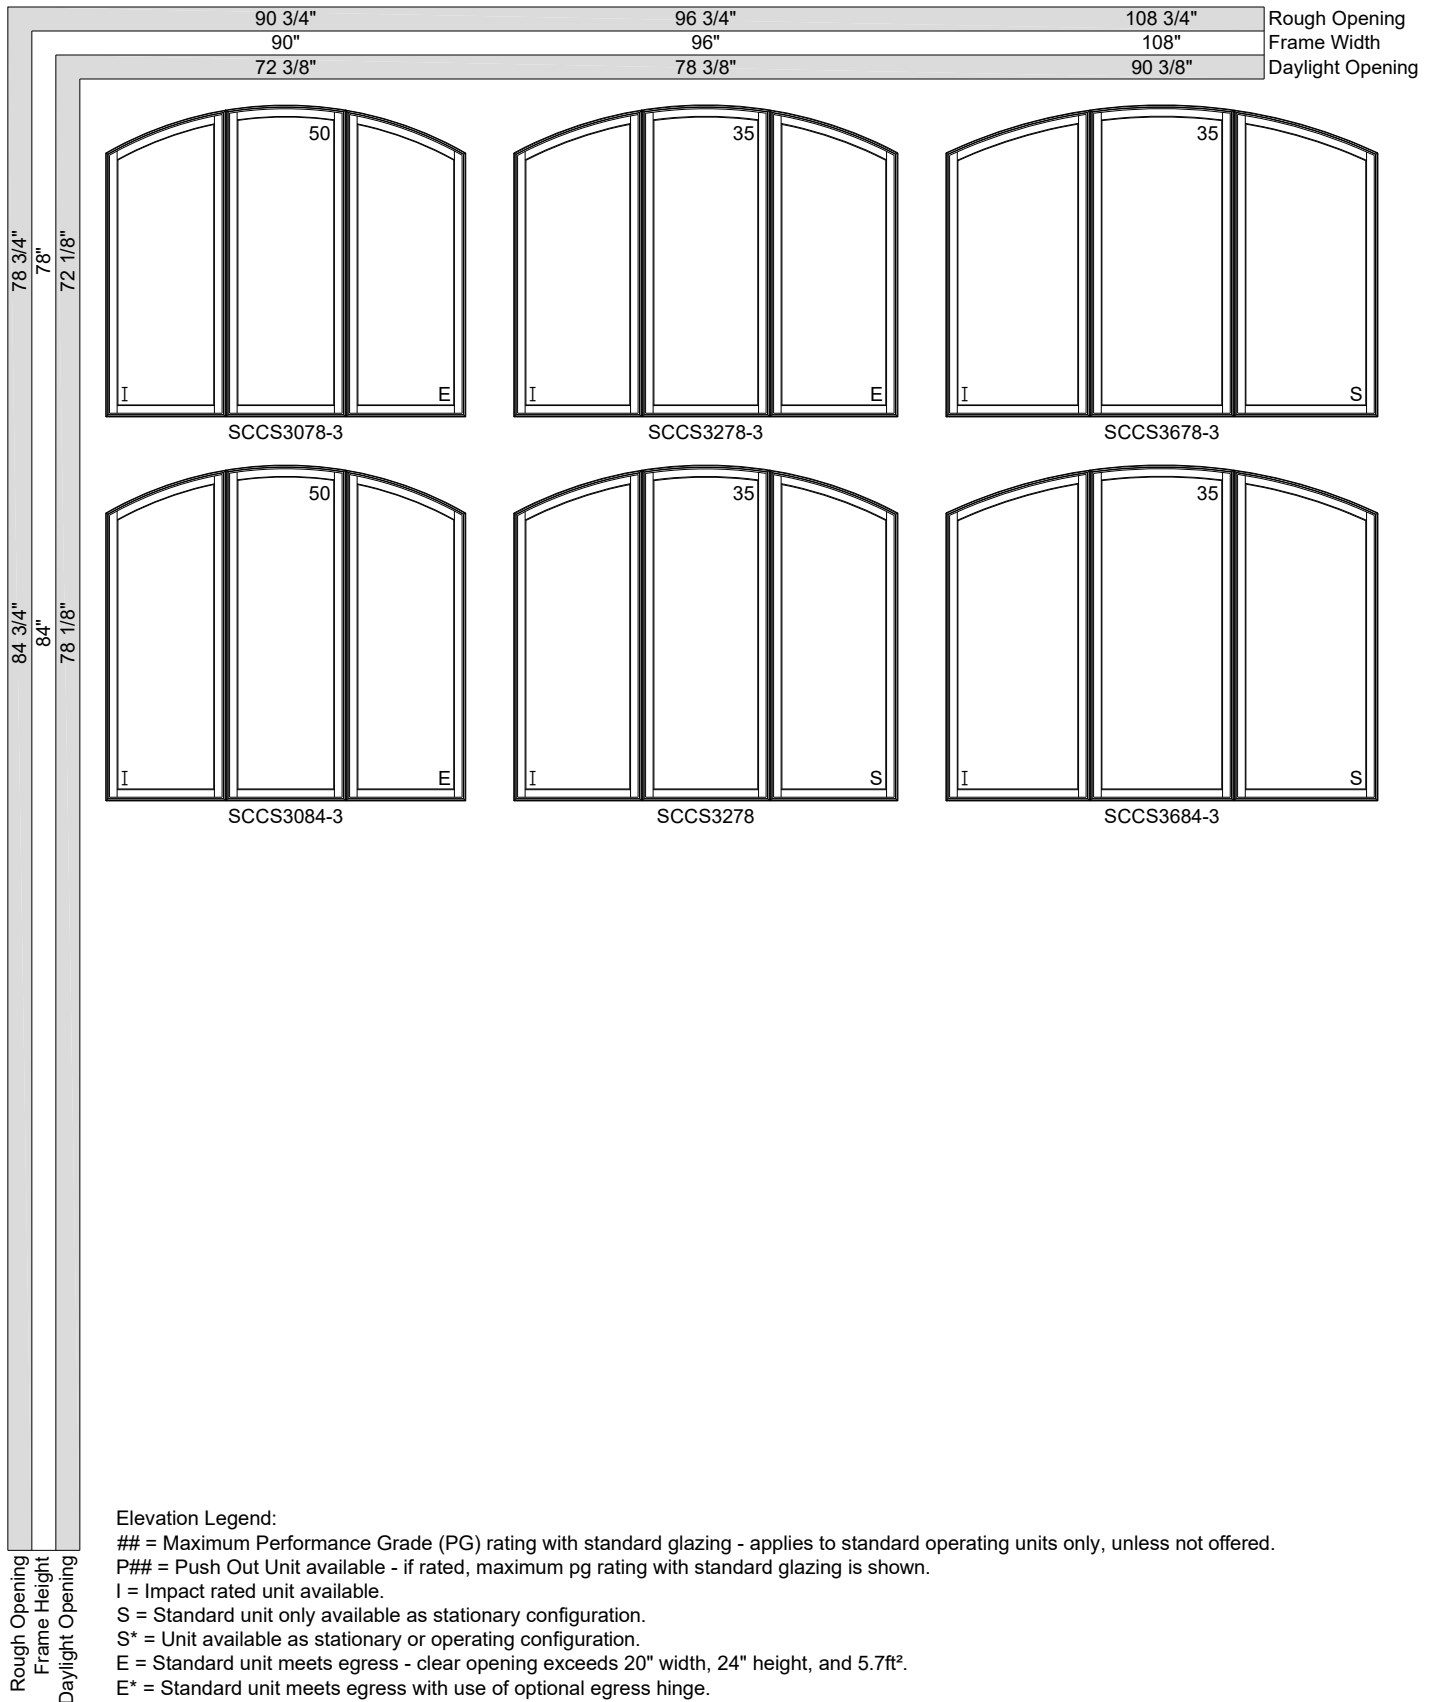 90 3/4" 96 3/4" 108 3/4" Rough Opening
90" 96" 108" Frame Width
72 3/8" 78 3/8" 90 3/8" Daylight Opening
78 3/4" 78" 72 1/8"
50 35 35
I E I E I S
SCCS3078-3 SCCS3278-3 SCCS3678-3
84 3/4" 84" 78 1/8"
50 35 35
I E I S I S
SCCS3084-3 SCCS3278 SCCS3684-3
Rough Opening
Frame Height
Daylight Opening
Elevation Legend:
## = Maximum Performance Grade (PG) rating with standard glazing - applies to standard operating units only, unless not offered.
P## = Push Out Unit available - if rated, maximum pg rating with standard glazing is shown.
I = Impact rated unit available.
S = Standard unit only available as stationary configuration.
S* = Unit available as stationary or operating configuration.
E = Standard unit meets egress - clear opening exceeds 20" width, 24" height, and 5.7ft².
E* = Standard unit meets egress with use of optional egress hinge.